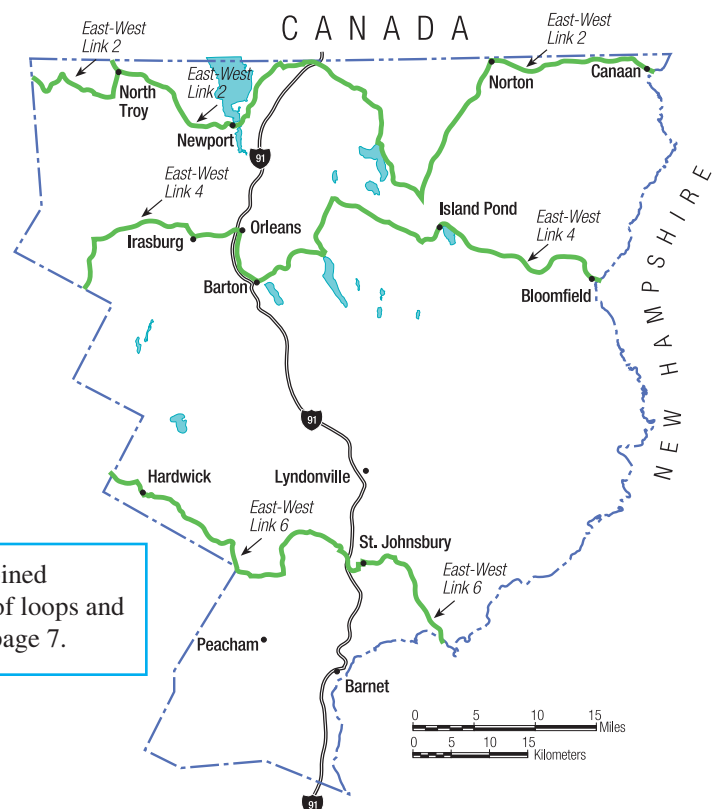 CANADA
East-West
Link 2
East-West
Link 2
East-West
Link 2
North
Troy
Norton
Canaan
Newport
91
East-West
Link 4
Irasburg
Orleans
Island Pond
East-West
Link 4
Barton
Bloomfield
NEW HAMPSHIRE
91
Lyndonville
Hardwick
East-West
Link 6
St. Johnsbury
East-West
Link 6
ined
of loops and
page 7.
Peacham
Barnet
0 5 10 15
Miles
0 5 10 15
Kilometers
91